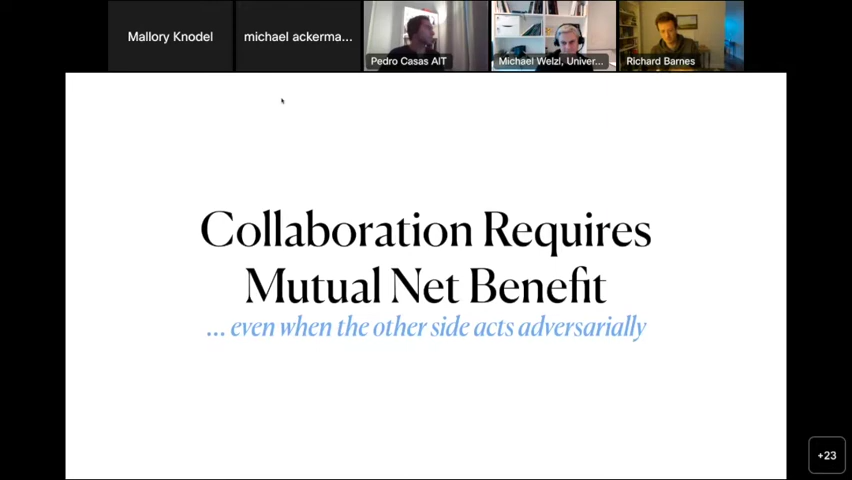 Mallory Knodel
michael ackerma...
Pedro Casas AIT
Michael Welzl, Univer...
Richard Barnes
Collaboration Requires
Mutual Net Benefit
... even when the other side acts adversarially
+23